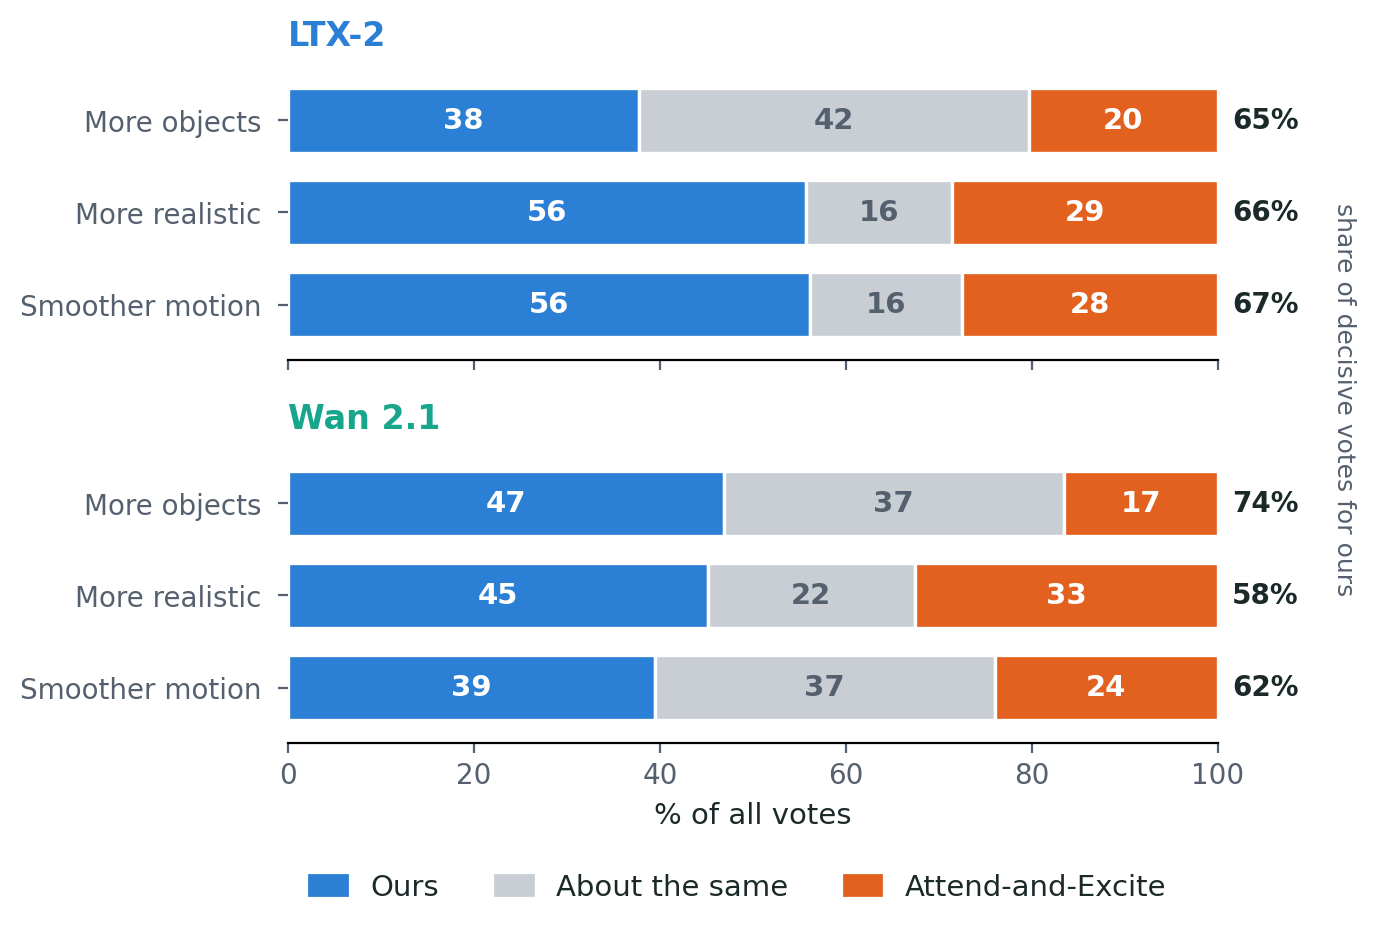 LTX-2
More objects 38 42 20 65%
More realistic 56 16 29 66%
Smoother motion 56 16 28 67%
Wan 2.1
More objects 47 37 17 74%
More realistic 45 22 33 58%
Smoother motion 39 37 24 62%
0 20 40 60 80 100
% of all votes
share of decisive votes for ours
Ours About the same Attend-and-Excite